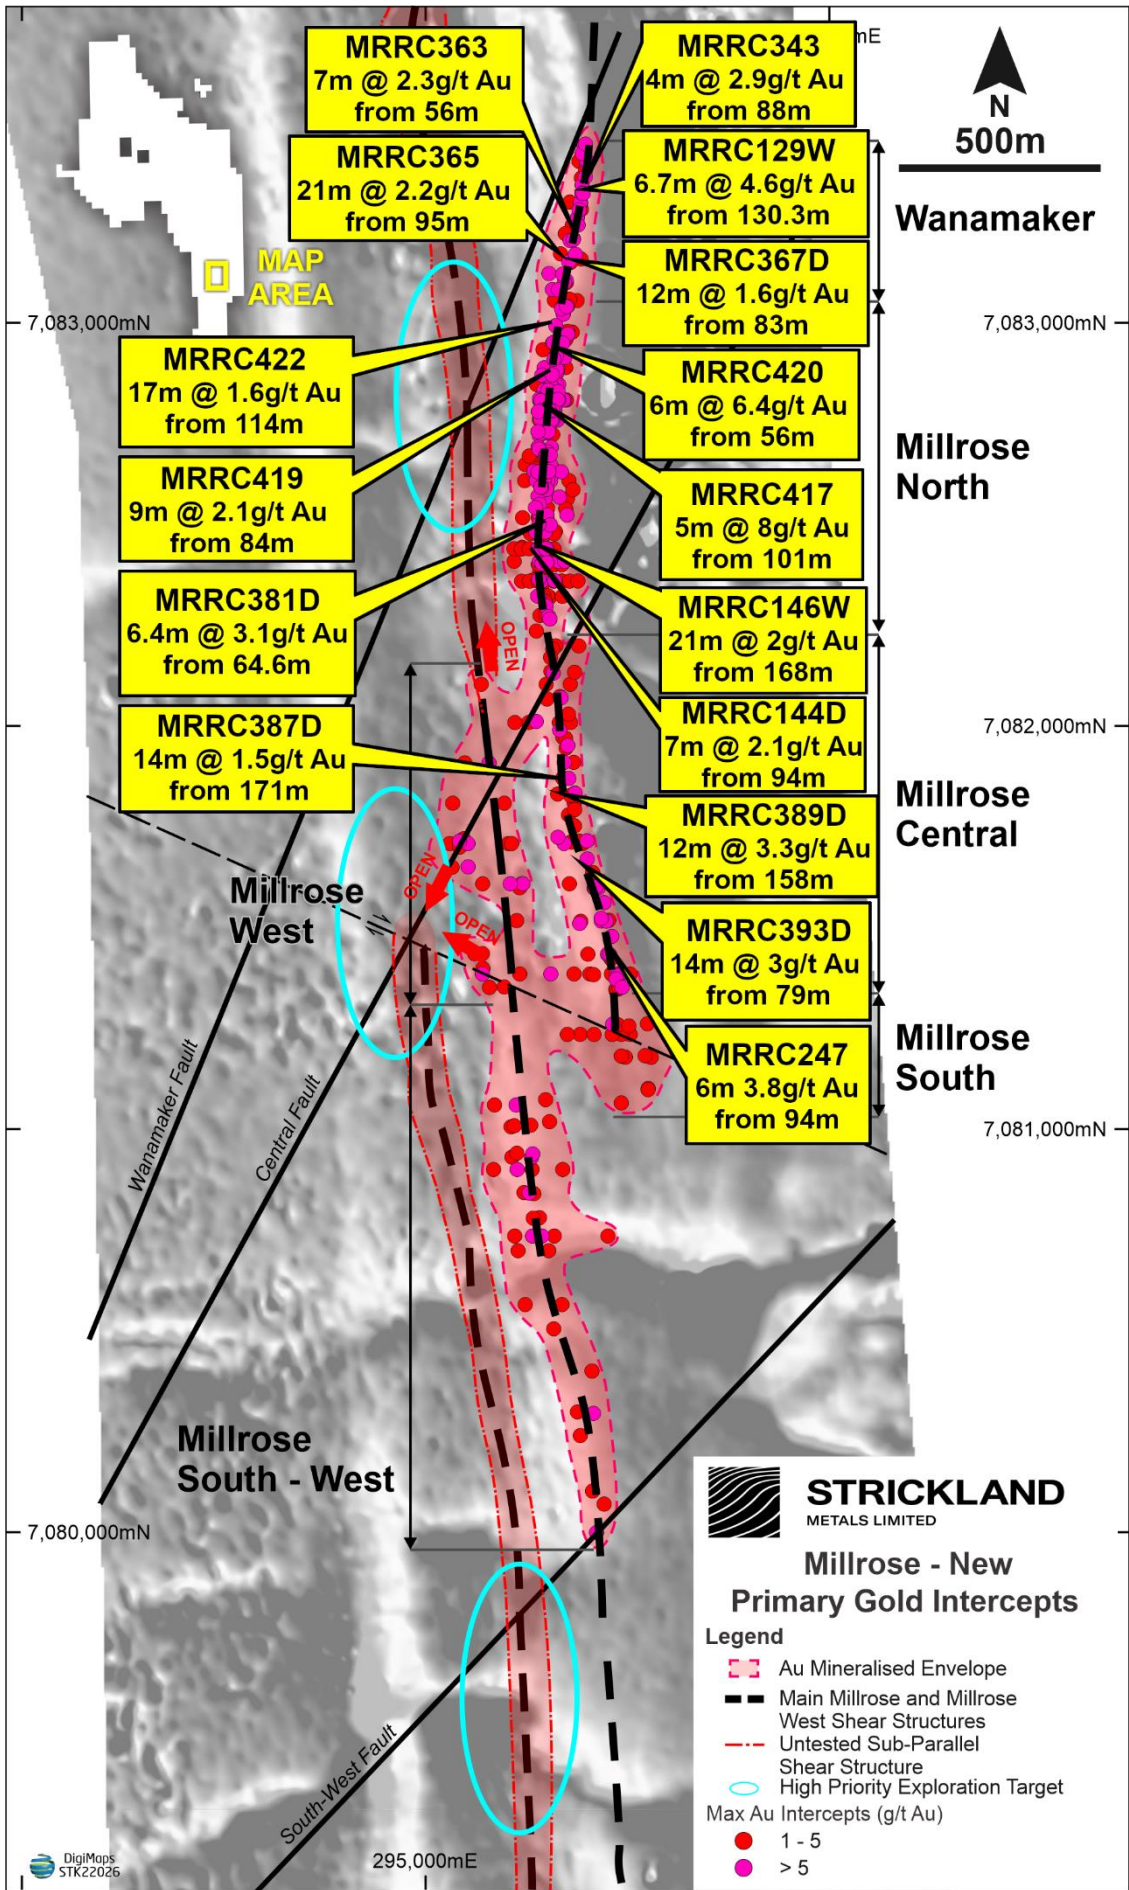 MRRC363
7m @ 2.3g/t Au
from 56m
MRRC343
4m @ 2.9g/t Au
from 88m
mE
N
500m
MRRC365
21m @ 2.2g/t Au
from 95m
MRRC129W
6.7m @ 4.6g/t Au
from 130.3m
Wanamaker
MAP
AREA
MRRC367D
12m @ 1.6g/t Au
from 83m
7,083,000mN
7,083,000mN
MRRC422
17m @ 1.6g/t Au
from 114m
MRRC420
6m @ 6.4g/t Au
from 56m
Millrose
North
MRRC419
9m @ 2.1g/t Au
from 84m
MRRC417
5m @ 8g/t Au
from 101m
MRRC381D
6.4m @ 3.1g/t Au
from 64.6m
MRRC146W
21m @ 2g/t Au
from 168m
OPEN
MRRC387D
14m @ 1.5g/t Au
from 171m
MRRC144D
7m @ 2.1g/t Au
from 94m
7,082,000mN
Millrose
Central
MRRC389D
12m @ 3.3g/t Au
from 158m
Millrose
West
OPEN
OPEN
MRRC393D
14m @ 3g/t Au
from 79m
Millrose
South
MRRC247
6m 3.8g/t Au
from 94m
7,081,000mN
Wanamaker Fault
Central Fault
Millrose
South - West
7,080,000mN
South-West Fault
295,000mE
DigiMaps
STK22026
STRICKLAND
METALS LIMITED
Millrose - New
Primary Gold Intercepts
Legend
Au Mineralised Envelope
Main Millrose and Millrose
West Shear Structures
Untested Sub-Parallel
Shear Structure
High Priority Exploration Target
Max Au Intercepts (g/t Au)
1 - 5
> 5